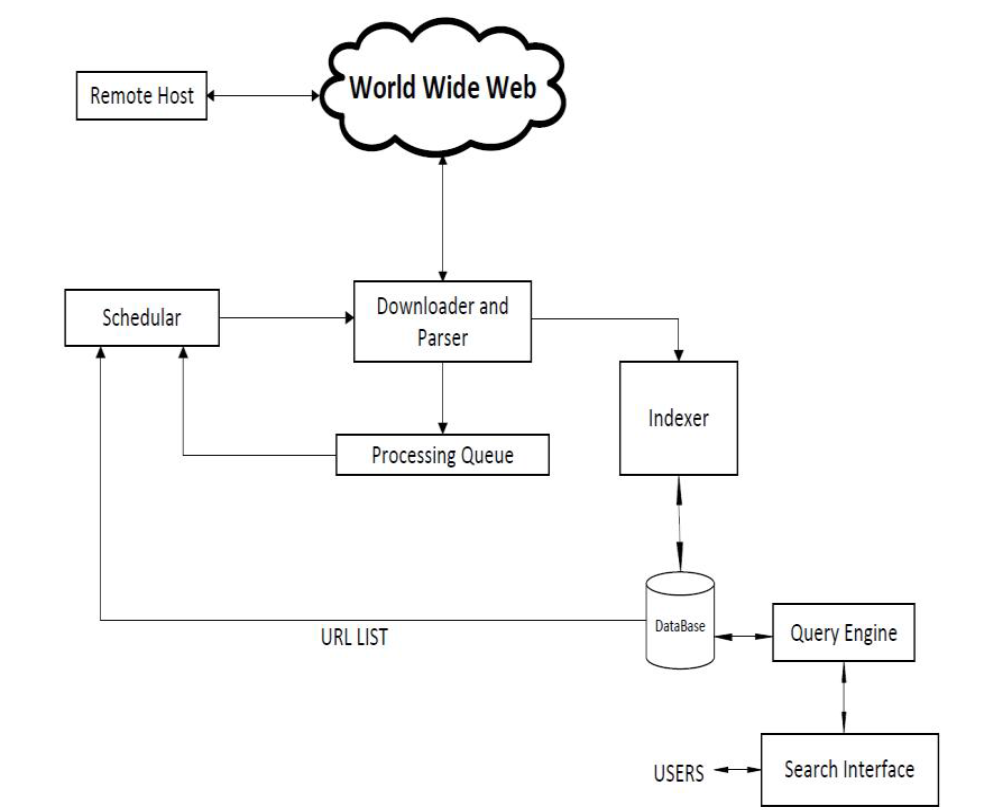 World Wide Web
Remote Host
Schedular
Downloader and
Parser
Indexer
Processing Queue
DataBase
URL LIST
Query Engine
USERS
Search Interface